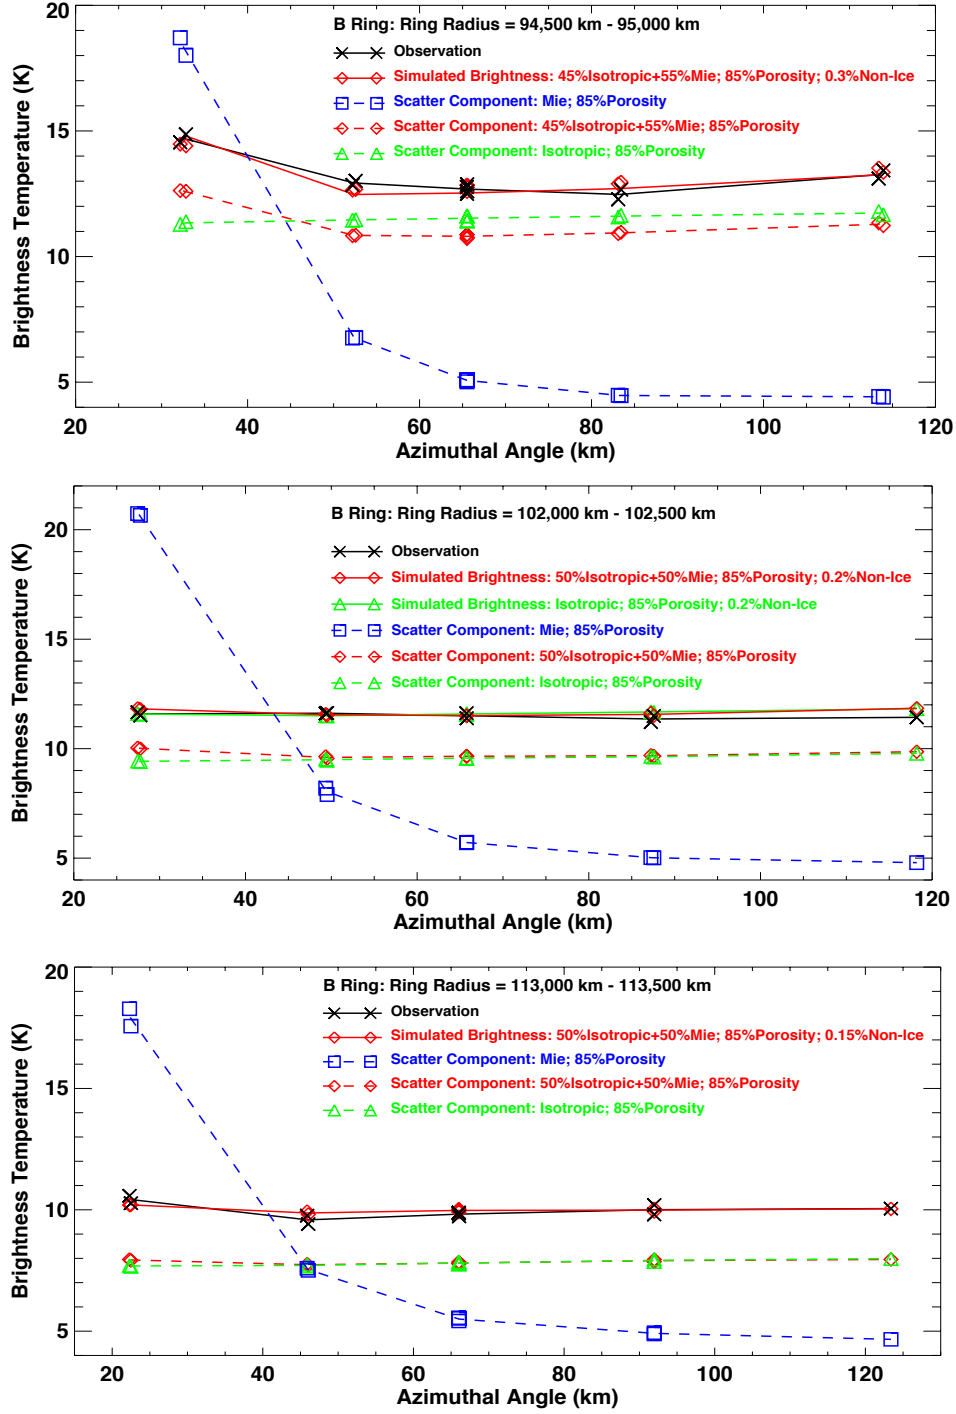 B Ring: Ring Radius = 94,500 km - 95,000 km
Observation
Simulated Brightness: 45%Isotropic+55%Mie; 85%Porosity; 0.3%Non-Ice
Scatter Component: Mie; 85%Porosity
Scatter Component: 45%Isotropic+55%Mie; 85%Porosity
Scatter Component: Isotropic; 85%Porosity
Brightness Temperature (K)
20
15
10
5
20 40 60 80 100 120
Azimuthal Angle (km)
B Ring: Ring Radius = 102,000 km - 102,500 km
Observation
Simulated Brightness: 50%Isotropic+50%Mie; 85%Porosity; 0.2%Non-Ice
Simulated Brightness: Isotropic; 85%Porosity; 0.2%Non-Ice
Scatter Component: Mie; 85%Porosity
Scatter Component: 50%Isotropic+50%Mie; 85%Porosity
Scatter Component: Isotropic; 85%Porosity
Brightness Temperature (K)
20
15
10
5
20 40 60 80 100 120
Azimuthal Angle (km)
B Ring: Ring Radius = 113,000 km - 113,500 km
Observation
Simulated Brightness: 50%Isotropic+50%Mie; 85%Porosity; 0.15%Non-Ice
Scatter Component: Mie; 85%Porosity
Scatter Component: 50%Isotropic+50%Mie; 85%Porosity
Scatter Component: Isotropic; 85%Porosity
Brightness Temperature (K)
20
15
10
5
20 40 60 80 100 120
Azimuthal Angle (km)